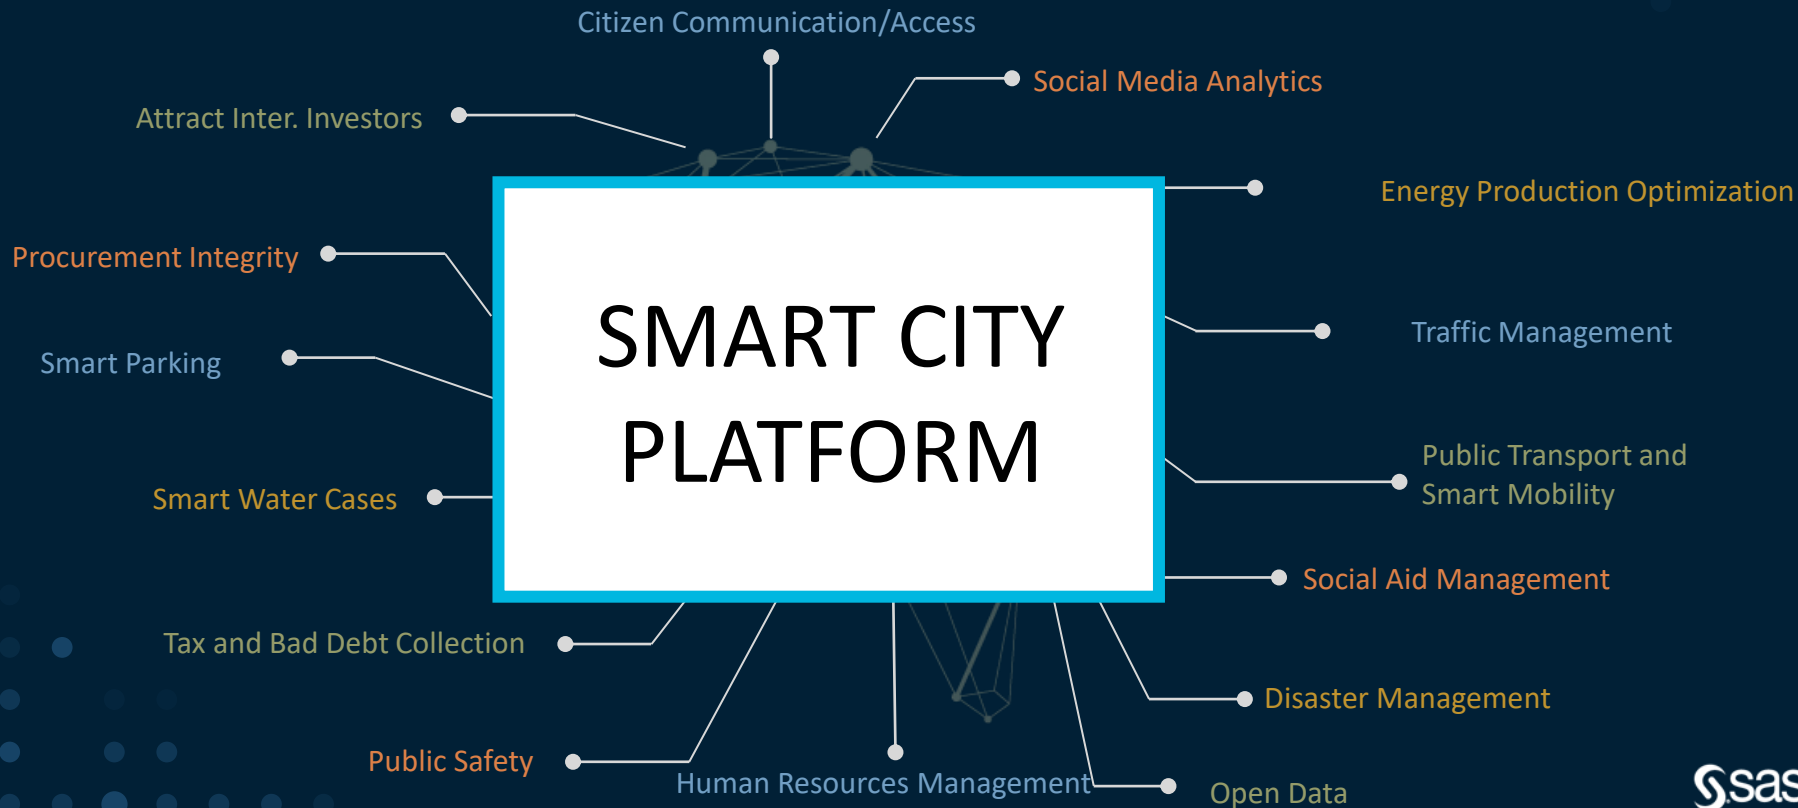 Citizen Communication/Access
Social Media Analytics
Attract Inter. Investors
Energy Production Optimization
Procurement Integrity
SMART CITY
PLATFORM
Traffic Management
Smart Parking
Public Transport and
Smart Mobility
Smart Water Cases
Social Aid Management
Tax and Bad Debt Collection
Disaster Management
Public Safety
Human Resources Management
Open Data
sas